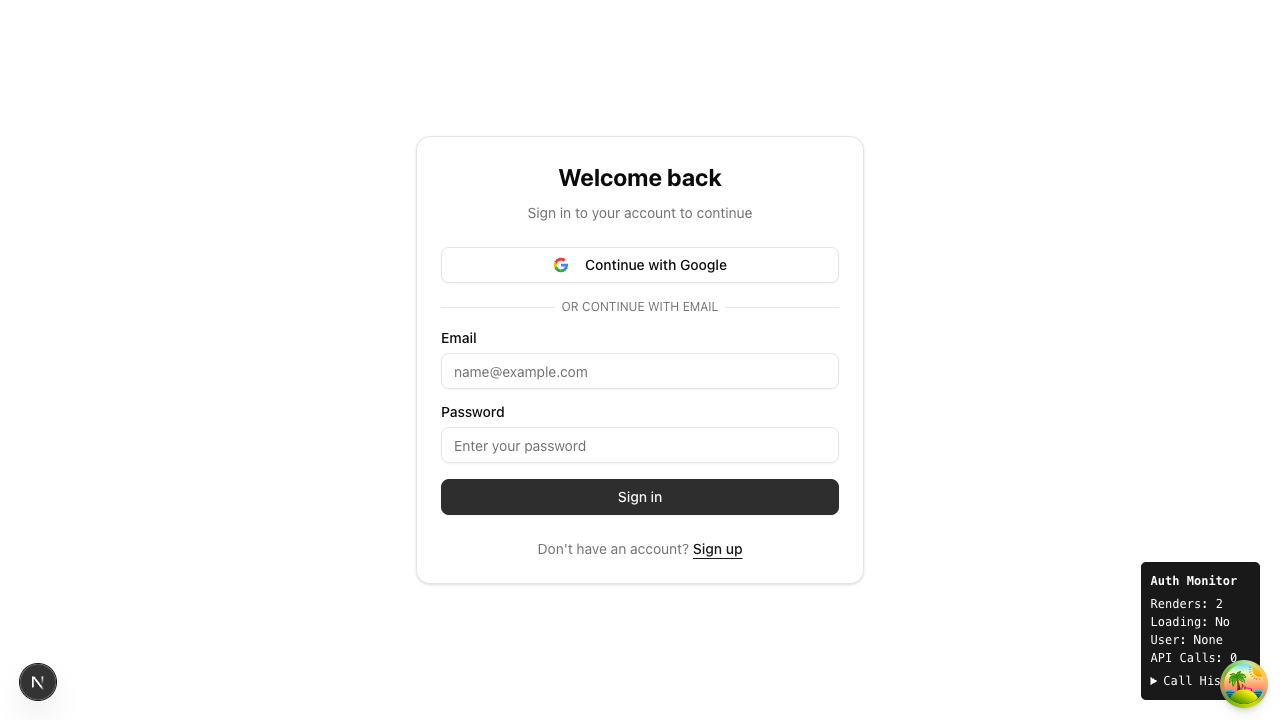 Welcome back
Sign in to your account to continue
Continue with Google
OR CONTINUE WITH EMAIL
Email
name@example.com
Password
Enter your password
Sign in
Don't have an account? Sign up
Auth Monitor
Renders: 2
Loading: No
User: None
API Calls: 0
Call His
N